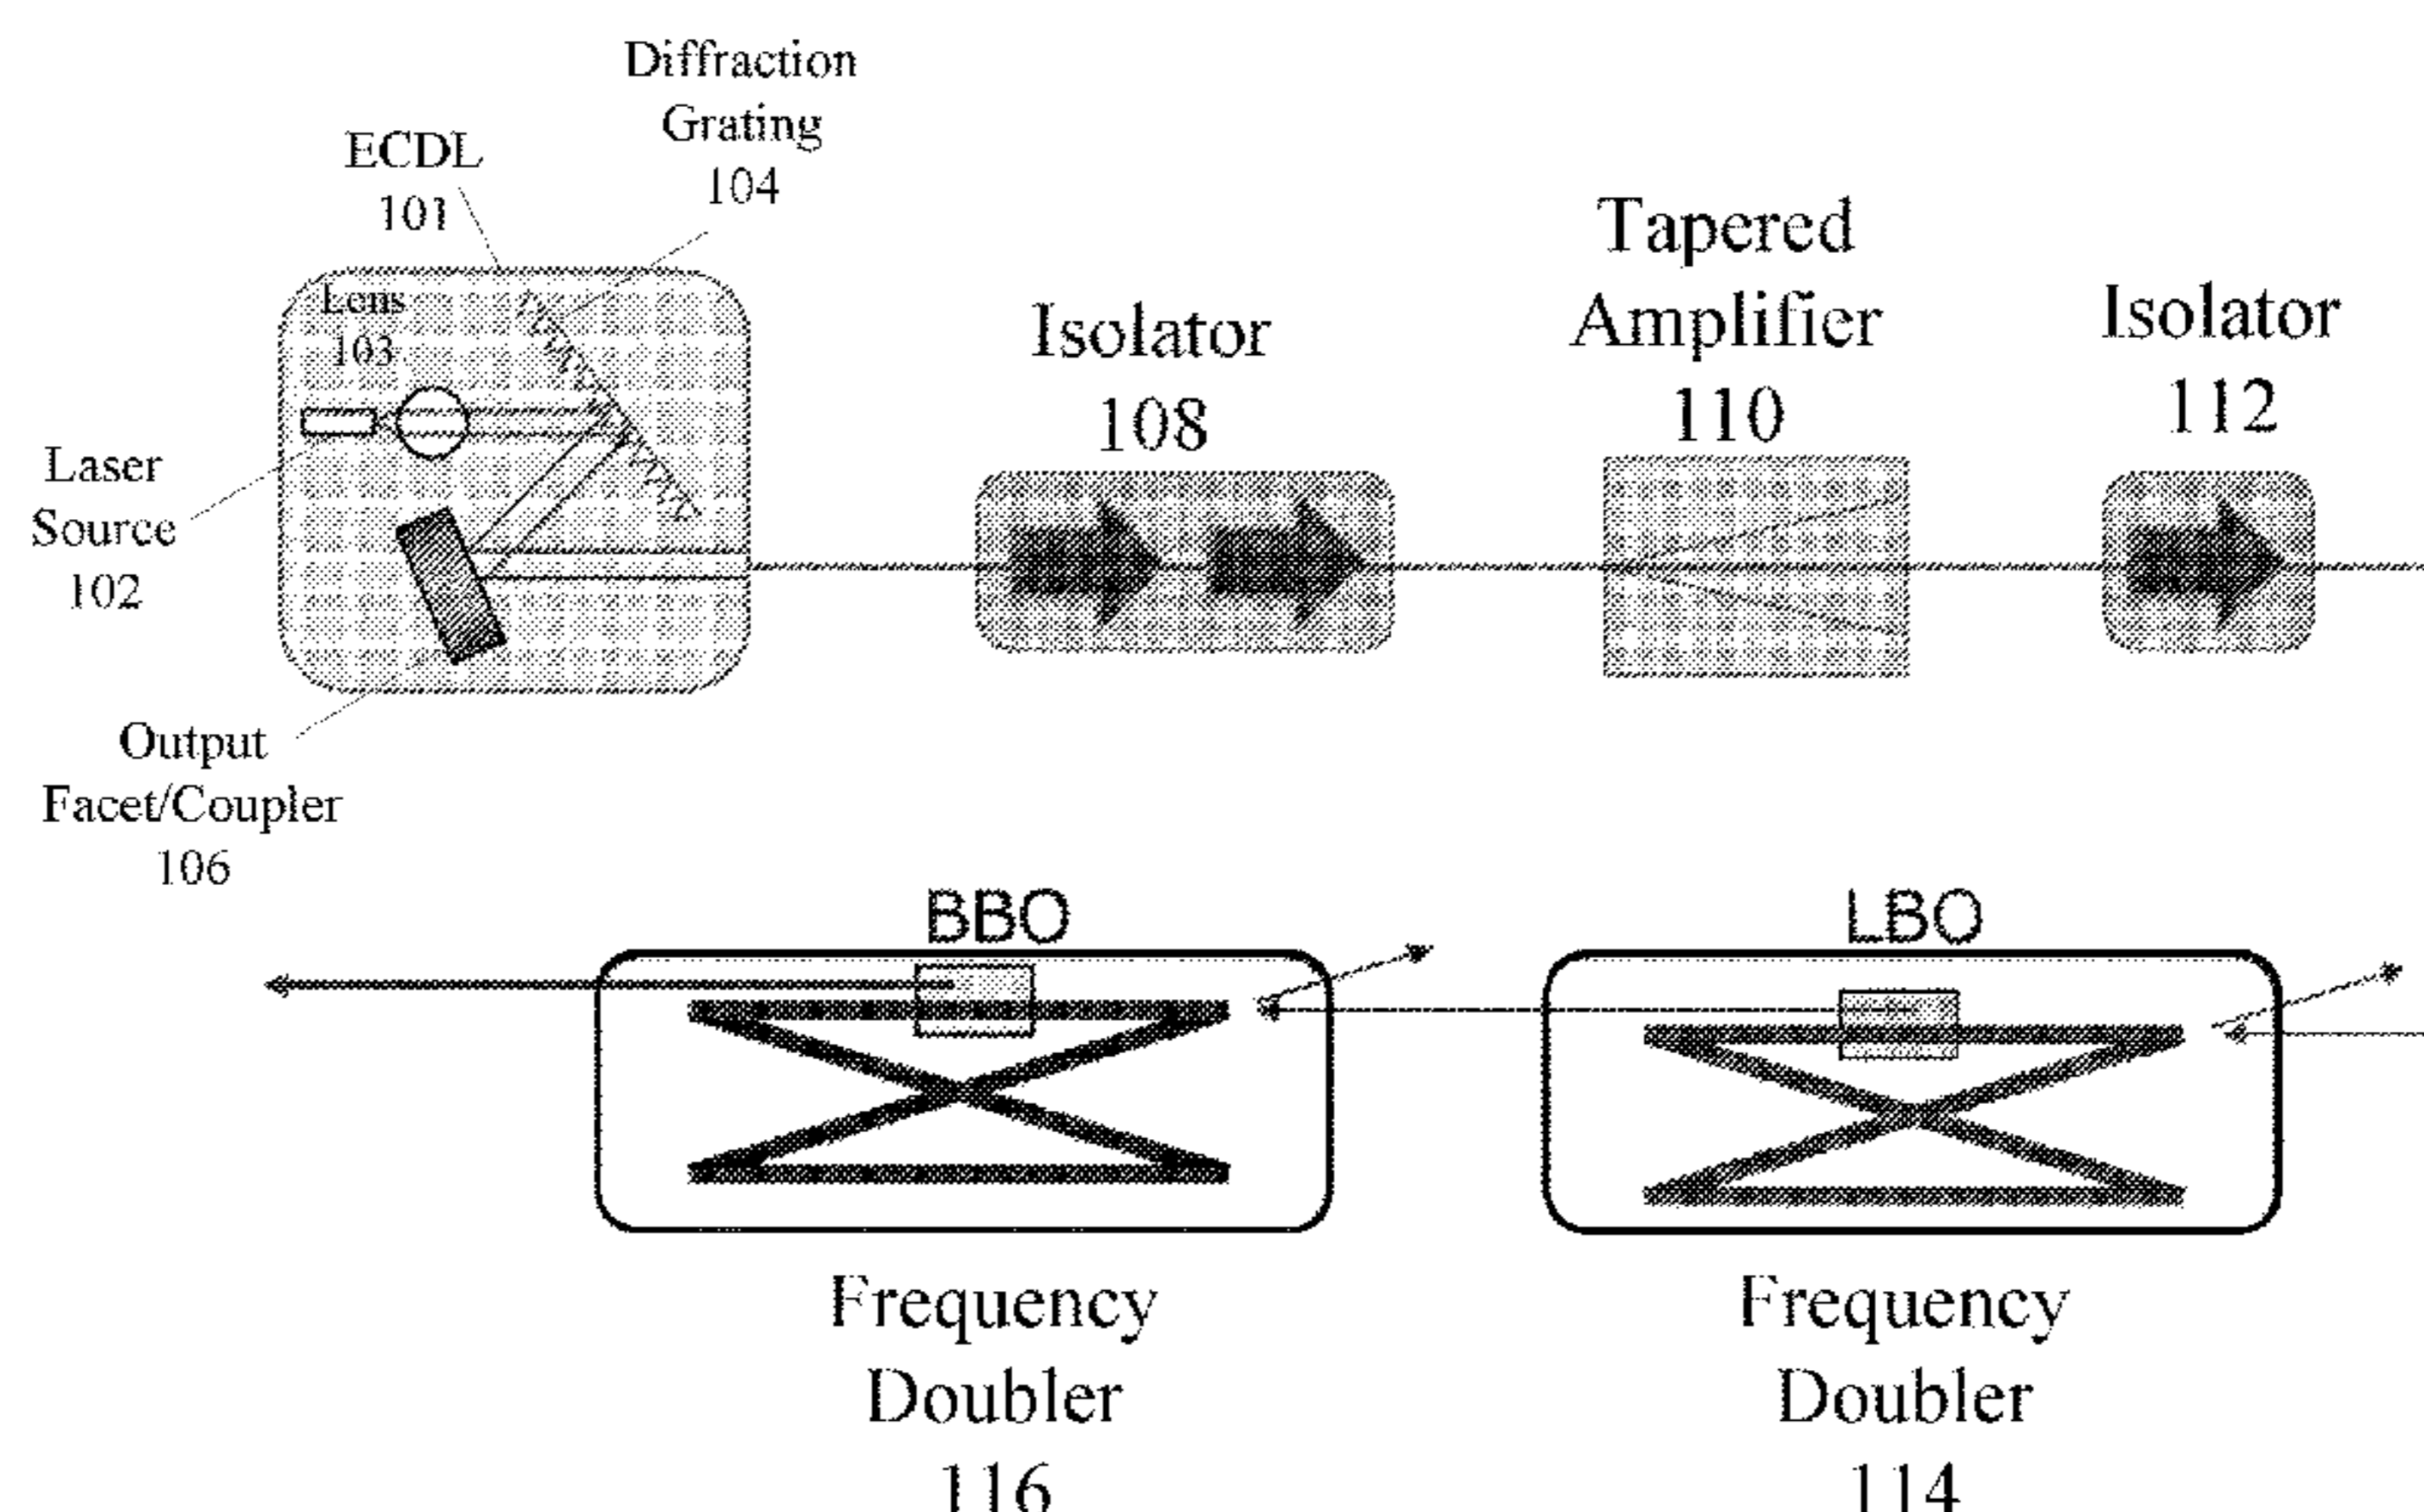 Diffraction
Grating
104
ECDL
101
Lens
103
Laser
Source
102
Output
Facet/Coupler
106
Isolator
108
Tapered
Amplifier
110
Isolator
112
BBO
LBO
Frequency
Doubler
116
Frequency
Doubler
114